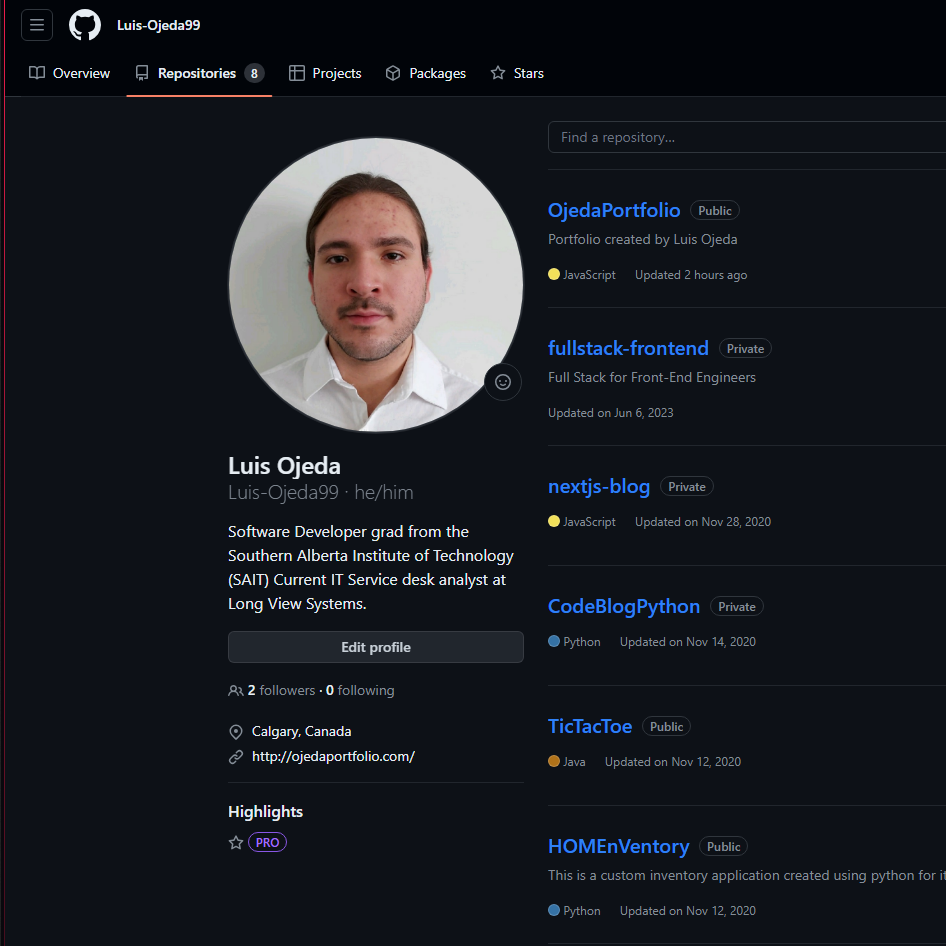 Luis-Ojeda99
Overview
Repositories 8
Projects
Packages
Stars
Luis Ojeda
Luis-Ojeda99 · he/him
Software Developer grad from the
Southern Alberta Institute of Technology
(SAIT) Current IT Service desk analyst at
Long View Systems.
Edit profile
2 followers · 0 following
Calgary, Canada
http://ojedaportfolio.com/
Highlights
PRO
Find a repository...
OjedaPortfolio Public
Portfolio created by Luis Ojeda
JavaScript Updated 2 hours ago
fullstack-frontend Private
Full Stack for Front-End Engineers
Updated on Jun 6, 2023
nextjs-blog Private
JavaScript Updated on Nov 28, 2020
CodeBlogPython Private
Python Updated on Nov 14, 2020
TicTacToe Public
Java Updated on Nov 12, 2020
HOMEnVentory Public
This is a custom inventory application created using python for
Python Updated on Nov 12, 2020